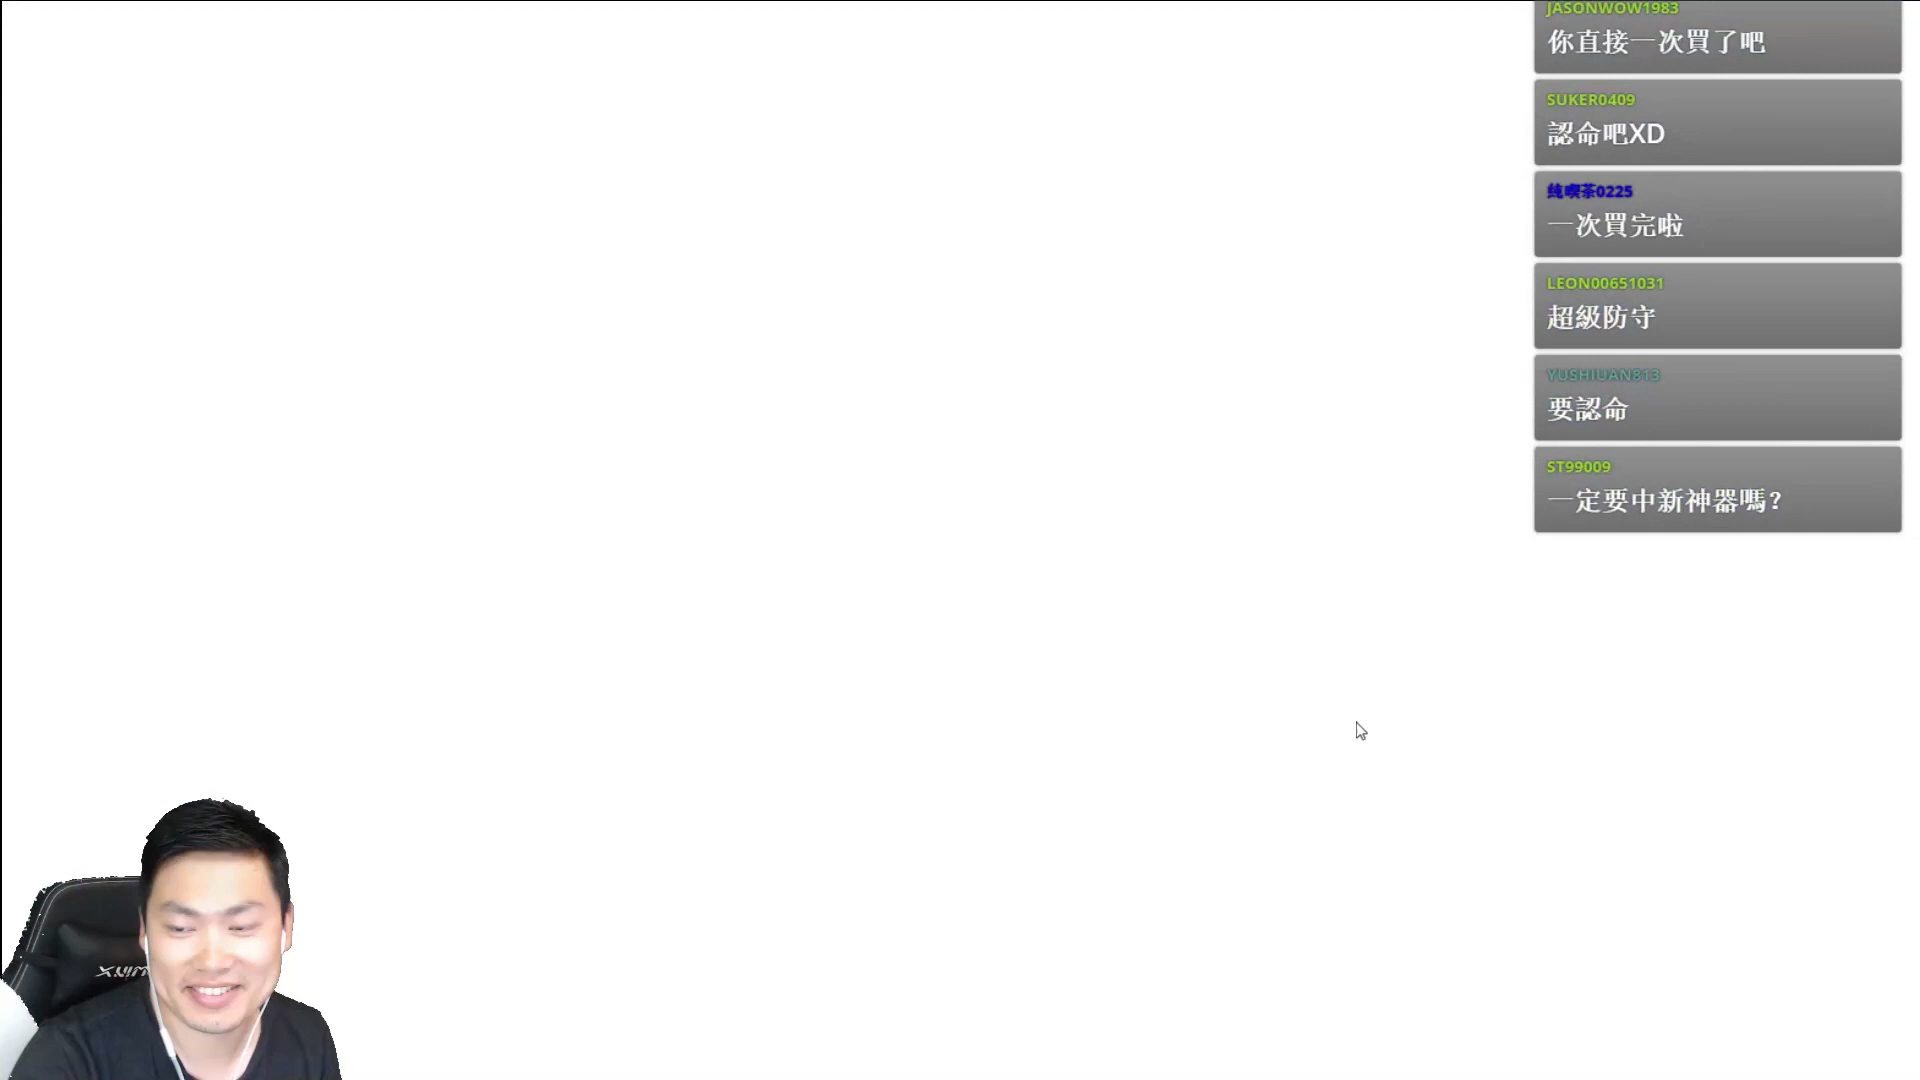 JASONWOW1983
你直接一次買了吧
SUKER0409
認命吧XD
纯喫茶0225
一次買完啦
LEON00651031
超級防守
YUSHIUAN813
要認命
ST99009
一定要中新神器嗎?